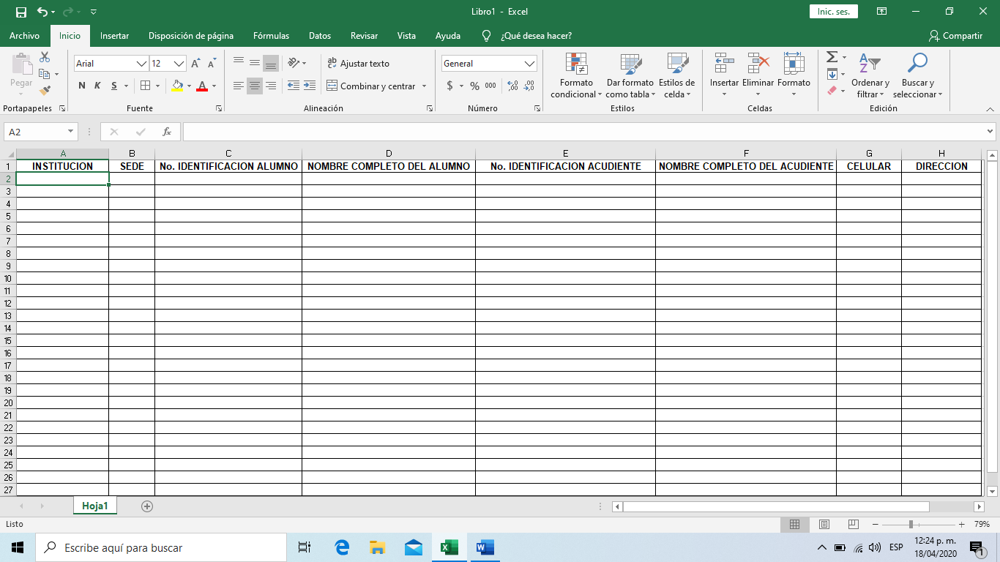 Libro1 - Excel
Inic. ses.
Archivo Inicio Insertar Disposición de página Fórmulas Datos Revisar Vista Ayuda ¿Qué desea hacer? Compartir
Pegar
Portapapeles
Arial 12
N K S
Fuente
Ajustar texto
Combinar y centrar
Alineación
General
$ % 000
Número
Formato condicional
Dar formato como tabla
Estilos de celda
Estilos
Insertar Eliminar Formato
Celdas
Ordenar y filtrar
Buscar y seleccionar
Edición
A2 fx
A B C D E F G H
1 INSTITUCION SEDE No. IDENTIFICACION ALUMNO NOMBRE COMPLETO DEL ALUMNO No. IDENTIFICACION ACUDIENTE NOMBRE COMPLETO DEL ACUDIENTE CELULAR DIRECCION
2
3
4
5
6
7
8
9
10
11
12
13
14
15
16
17
18
19
20
21
22
23
24
25
26
27
Hoja1
Listo 79%
Escribe aquí para buscar
ESP
12:24 p. m.
18/04/2020
1